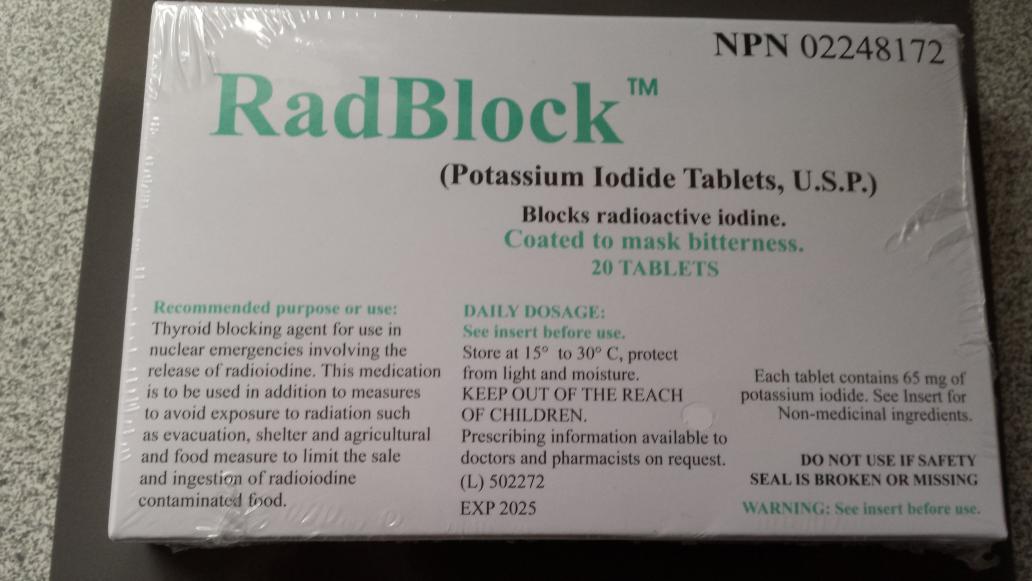 NPN 02248172
RadBlock™
(Potassium Iodide Tablets, U.S.P.)
Blocks radioactive iodine.
Coated to mask bitterness.
20 TABLETS
Recommended purpose or use:
Thyroid blocking agent for use in
nuclear emergencies involving the
release of radioiodine. This medication
is to be used in addition to measures
to avoid exposure to radiation such
as evacuation, shelter and agricultural
and food measure to limit the sale
and ingestion of radioiodine
contaminated food.
DAILY DOSAGE:
See insert before use.
Store at 15° to 30° C, protect
from light and moisture.
KEEP OUT OF THE REACH
OF CHILDREN.
Prescribing information available to
doctors and pharmacists on request.
(L) 502272
EXP 2025
Each tablet contains 65 mg of
potassium iodide. See Insert for
Non-medicinal ingredients.
DO NOT USE IF SAFETY
SEAL IS BROKEN OR MISSING
WARNING: See insert before use.